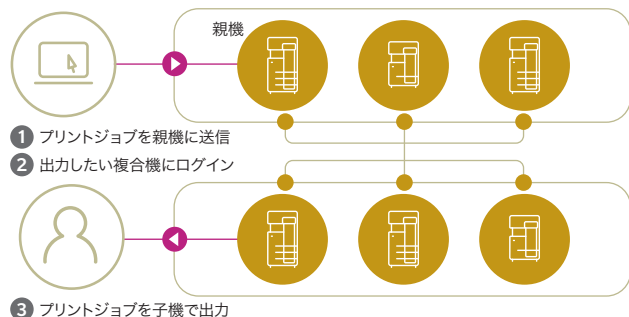 親機
1 プリントジョブを親機に送信
2 出力したい複合機にログイン
3 プリントジョブを子機で出力